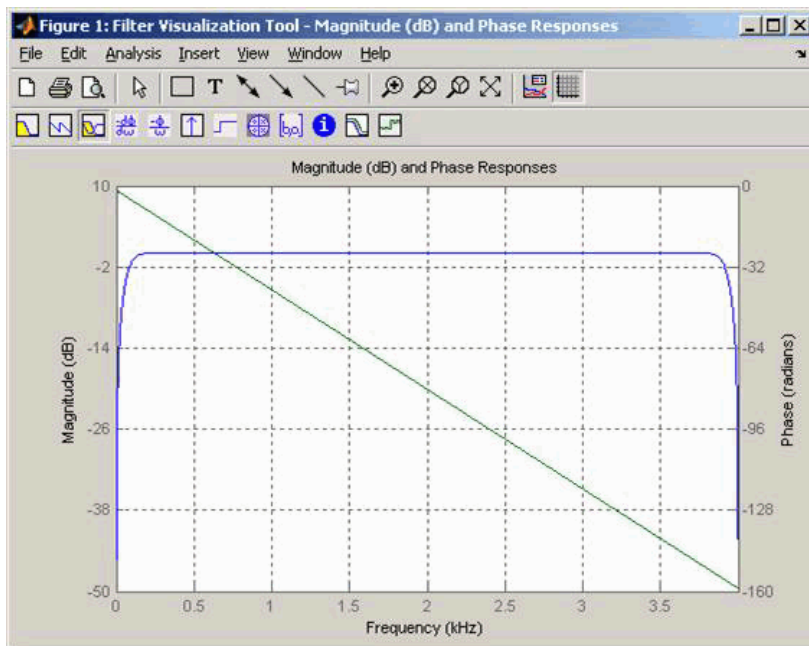 Figure 1: Filter Visualization Tool - Magnitude (dB) and Phase Responses
File Edit Analysis Insert View Window Help
T
i
Magnitude (dB) and Phase Responses
10
-2
-14
-26
-38
-50
Magnitude (dB)
0
-32
-64
-96
-128
-160
Phase (radians)
0 0.5 1 1.5 2 2.5 3 3.5
Frequency (kHz)